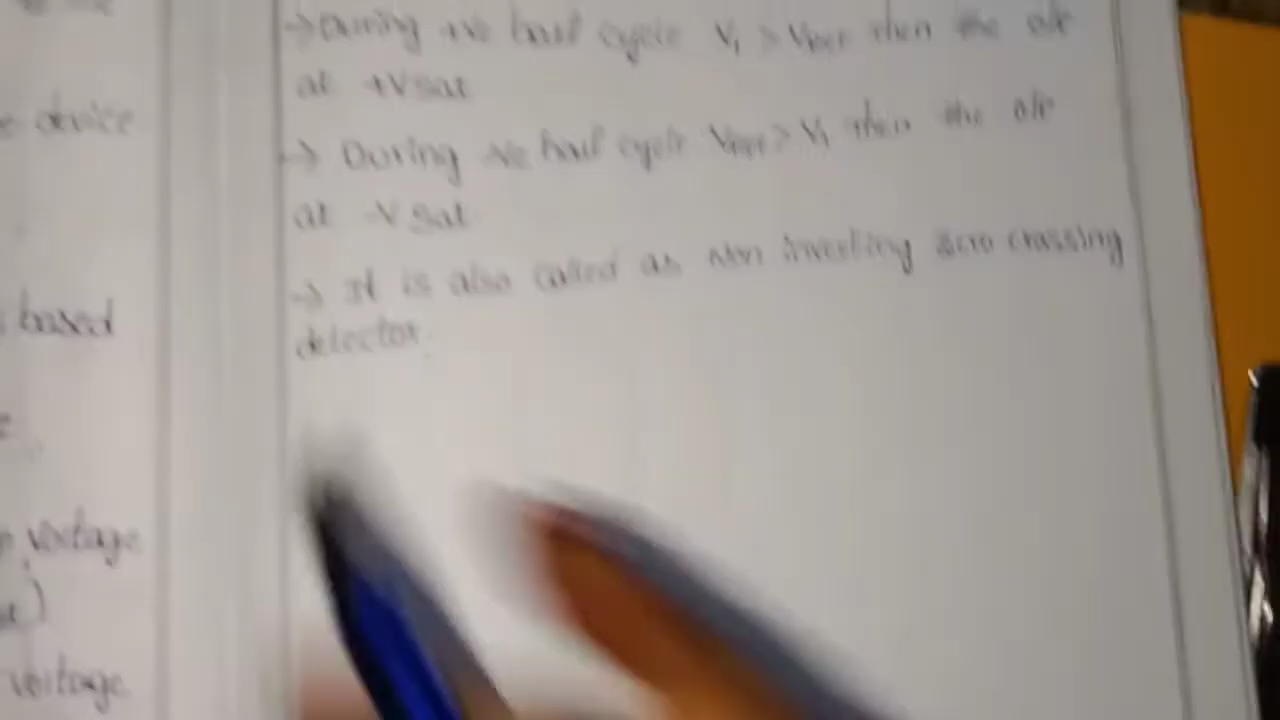 e device
based
voltage
voltage
→ During +ve half cycle V1 > VREF then the o/p
at +Vsat
→ During -ve half cycle VREF > V1 then the o/p
at -Vsat
→ It is also called as Non inverting zero crossing
detector.